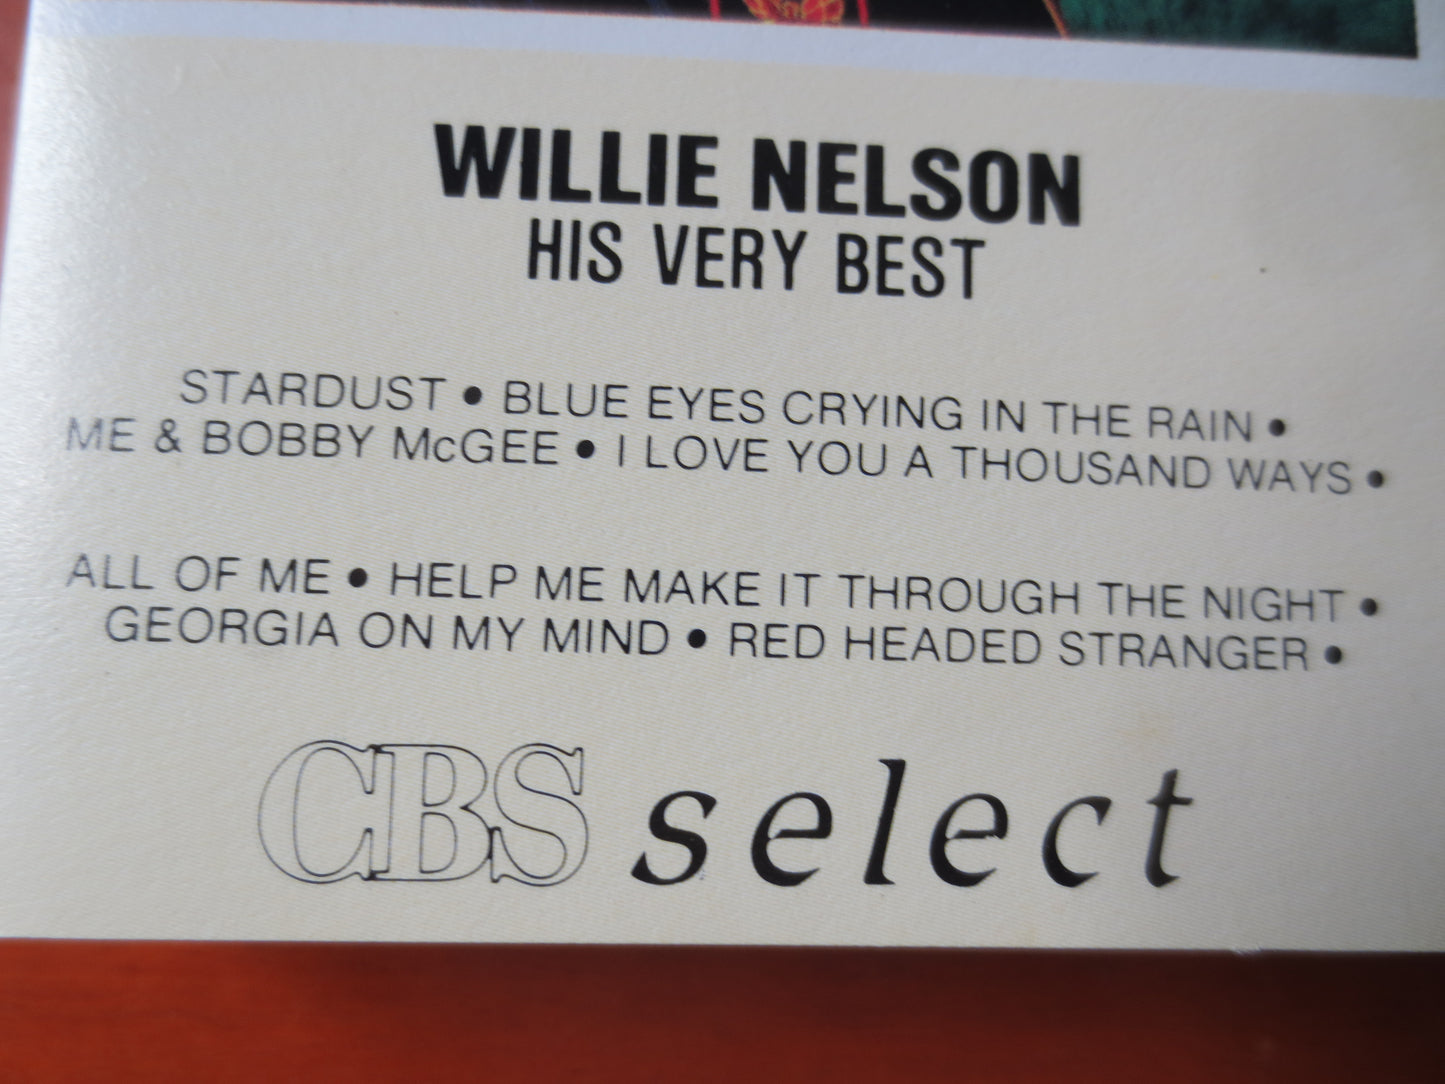 WILLIE NELSON
HIS VERY BEST
STARDUST • BLUE EYES CRYING IN THE RAIN •
ME & BOBBY McGEE • I LOVE YOU A THOUSAND WAYS •
ALL OF ME • HELP ME MAKE IT THROUGH THE NIGHT •
GEORGIA ON MY MIND • RED HEADED STRANGER •
CBS select